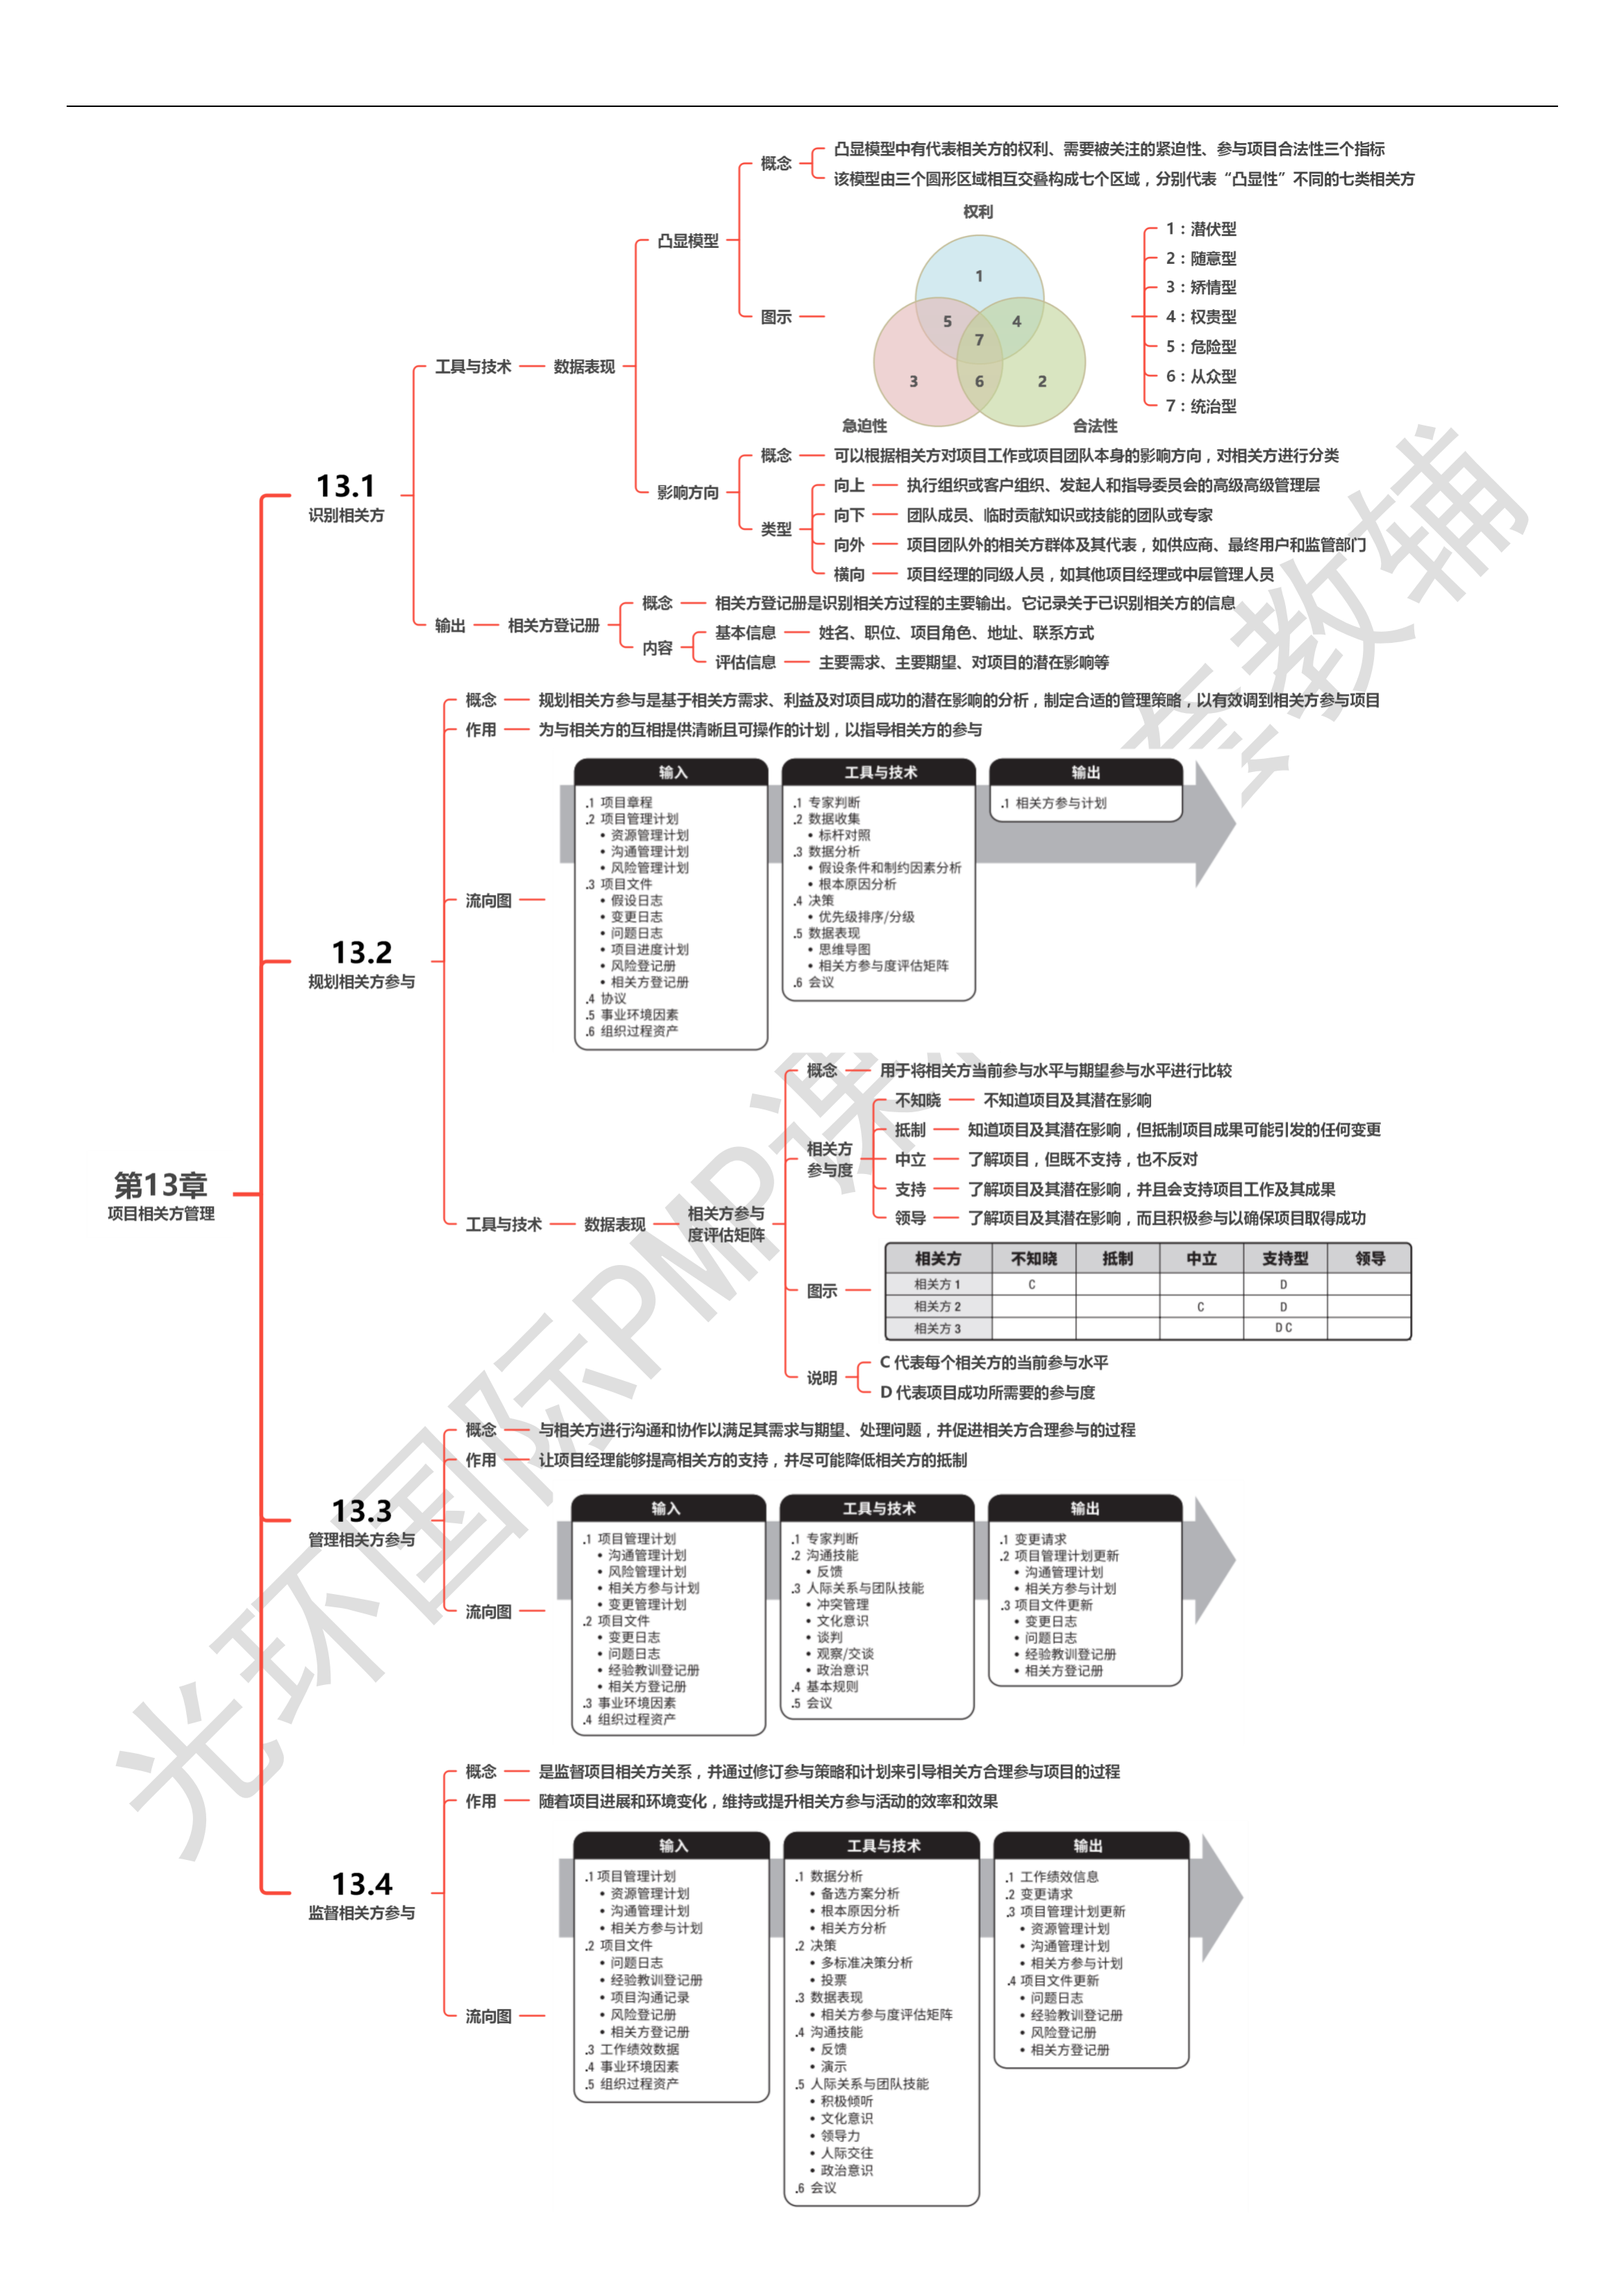 第13章
项目相关方管理
13.1
识别相关方
工具与技术
数据表现
凸显模型
概念
凸显模型中有代表相关方的权利、需要被关注的紧迫性、参与项目合法性三个指标
该模型由三个圆形区域相互交叠构成七个区域，分别代表“凸显性”不同的七类相关方
图示
权利
1
5
4
7
3
6
2
急迫性
合法性
1：潜伏型
2：随意型
3：矫情型
4：权贵型
5：危险型
6：从众型
7：统治型
影响方向
概念
可以根据相关方对项目工作或项目团队本身的影响方向，对相关方进行分类
类型
向上
执行组织或客户组织、发起人和指导委员会的高级高级管理层
向下
团队成员、临时贡献知识或技能的团队或专家
向外
项目团队外的相关方群体及其代表，如供应商、最终用户和监管部门
横向
项目经理的同级人员，如其他项目经理或中层管理人员
输出
相关方登记册
概念
相关方登记册是识别相关方过程的主要输出。它记录关于已识别相关方的信息
内容
基本信息
姓名、职位、项目角色、地址、联系方式
评估信息
主要需求、主要期望、对项目的潜在影响等
13.2
规划相关方参与
概念
规划相关方参与是基于相关方需求、利益及对项目成功的潜在影响的分析，制定合适的管理策略，以有效调到相关方参与项目
作用
为与相关方的互相提供清晰且可操作的计划，以指导相关方的参与
流向图
输入
.1 项目章程
.2 项目管理计划
• 资源管理计划
• 沟通管理计划
• 风险管理计划
.3 项目文件
• 假设日志
• 变更日志
• 问题日志
• 项目进度计划
• 风险登记册
• 相关方登记册
.4 协议
.5 事业环境因素
.6 组织过程资产
工具与技术
.1 专家判断
.2 数据收集
• 标杆对照
.3 数据分析
• 假设条件和制约因素分析
• 根本原因分析
.4 决策
• 优先级排序/分级
.5 数据表现
• 思维导图
• 相关方参与度评估矩阵
.6 会议
输出
.1 相关方参与计划
工具与技术
数据表现
相关方参与
度评估矩阵
概念
用于将相关方当前参与水平与期望参与水平进行比较
相关方
参与度
不知晓
不知道项目及其潜在影响
抵制
知道项目及其潜在影响，但抵制项目成果可能引发的任何变更
中立
了解项目，但既不支持，也不反对
支持
了解项目及其潜在影响，并且会支持项目工作及其成果
领导
了解项目及其潜在影响，而且积极参与以确保项目取得成功
图示
相关方 不知晓 抵制 中立 支持型 领导
相关方 1 C D
相关方 2 C D
相关方 3 D C
说明
C 代表每个相关方的当前参与水平
D 代表项目成功所需要的参与度
13.3
管理相关方参与
概念
与相关方进行沟通和协作以满足其需求与期望、处理问题，并促进相关方合理参与的过程
作用
让项目经理能够提高相关方的支持，并尽可能降低相关方的抵制
流向图
输入
.1 项目管理计划
• 沟通管理计划
• 风险管理计划
• 相关方参与计划
• 变更管理计划
.2 项目文件
• 变更日志
• 问题日志
• 经验教训登记册
• 相关方登记册
.3 事业环境因素
.4 组织过程资产
工具与技术
.1 专家判断
.2 沟通技能
• 反馈
.3 人际关系与团队技能
• 冲突管理
• 文化意识
• 谈判
• 观察/交谈
• 政治意识
.4 基本规则
.5 会议
输出
.1 变更请求
.2 项目管理计划更新
• 沟通管理计划
• 相关方参与计划
.3 项目文件更新
• 变更日志
• 问题日志
• 经验教训登记册
• 相关方登记册
13.4
监督相关方参与
概念
是监督项目相关方关系，并通过修订参与策略和计划来引导相关方合理参与项目的过程
作用
随着项目进展和环境变化，维持或提升相关方参与活动的效率和效果
流向图
输入
.1 项目管理计划
• 资源管理计划
• 沟通管理计划
• 相关方参与计划
.2 项目文件
• 问题日志
• 经验教训登记册
• 项目沟通记录
• 风险登记册
• 相关方登记册
.3 工作绩效数据
.4 事业环境因素
.5 组织过程资产
工具与技术
.1 数据分析
• 备选方案分析
• 根本原因分析
• 相关方分析
.2 决策
• 多标准决策分析
• 投票
.3 数据表现
• 相关方参与度评估矩阵
.4 沟通技能
• 反馈
• 演示
.5 人际关系与团队技能
• 积极倾听
• 文化意识
• 领导力
• 人际交往
• 政治意识
.6 会议
输出
.1 工作绩效信息
.2 变更请求
.3 项目管理计划更新
• 资源管理计划
• 沟通管理计划
• 相关方参与计划
.4 项目文件更新
• 问题日志
• 经验教训登记册
• 风险登记册
• 相关方登记册
光环国际PMP课
套教辅